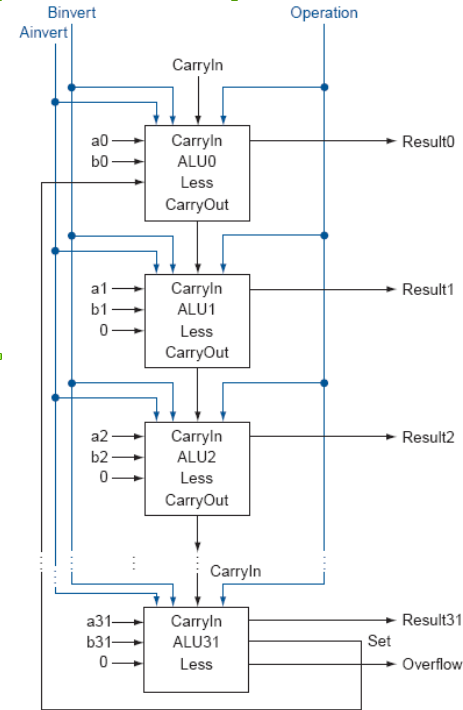 Binvert
Operation
Ainvert
CarryIn
a0
CarryIn
Result0
b0
ALU0
Less
CarryOut
a1
CarryIn
Result1
b1
ALU1
0
Less
CarryOut
a2
CarryIn
Result2
b2
ALU2
0
Less
CarryOut
CarryIn
a31
CarryIn
Result31
b31
ALU31
Set
0
Less
Overflow